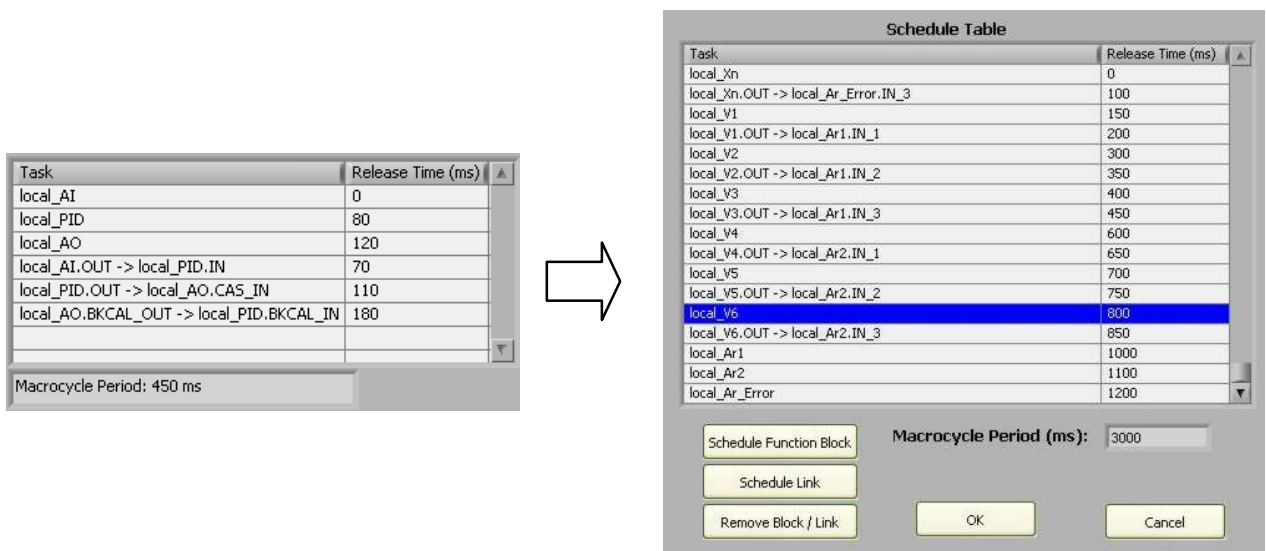 Task Release Time (ms)
local_AI 0
local_PID 80
local_AO 120
local_AI.OUT -> local_PID.IN 70
local_PID.OUT -> local_AO.CAS_IN 110
local_AO.BKCAL_OUT -> local_PID.BKCAL_IN 180
Macrocycle Period: 450 ms
Schedule Table
Task Release Time (ms)
local_Xn 0
local_Xn.OUT -> local_Ar_Error.IN_3 100
local_V1 150
local_V1.OUT -> local_Ar1.IN_1 200
local_V2 300
local_V2.OUT -> local_Ar1.IN_2 350
local_V3 400
local_V3.OUT -> local_Ar1.IN_3 450
local_V4 600
local_V4.OUT -> local_Ar2.IN_1 650
local_V5 700
local_V5.OUT -> local_Ar2.IN_2 750
local_V6 800
local_V6.OUT -> local_Ar2.IN_3 850
local_Ar1 1000
local_Ar2 1100
local_Ar_Error 1200
Schedule Function Block
Macrocycle Period (ms): 3000
Schedule Link
Remove Block / Link
OK
Cancel